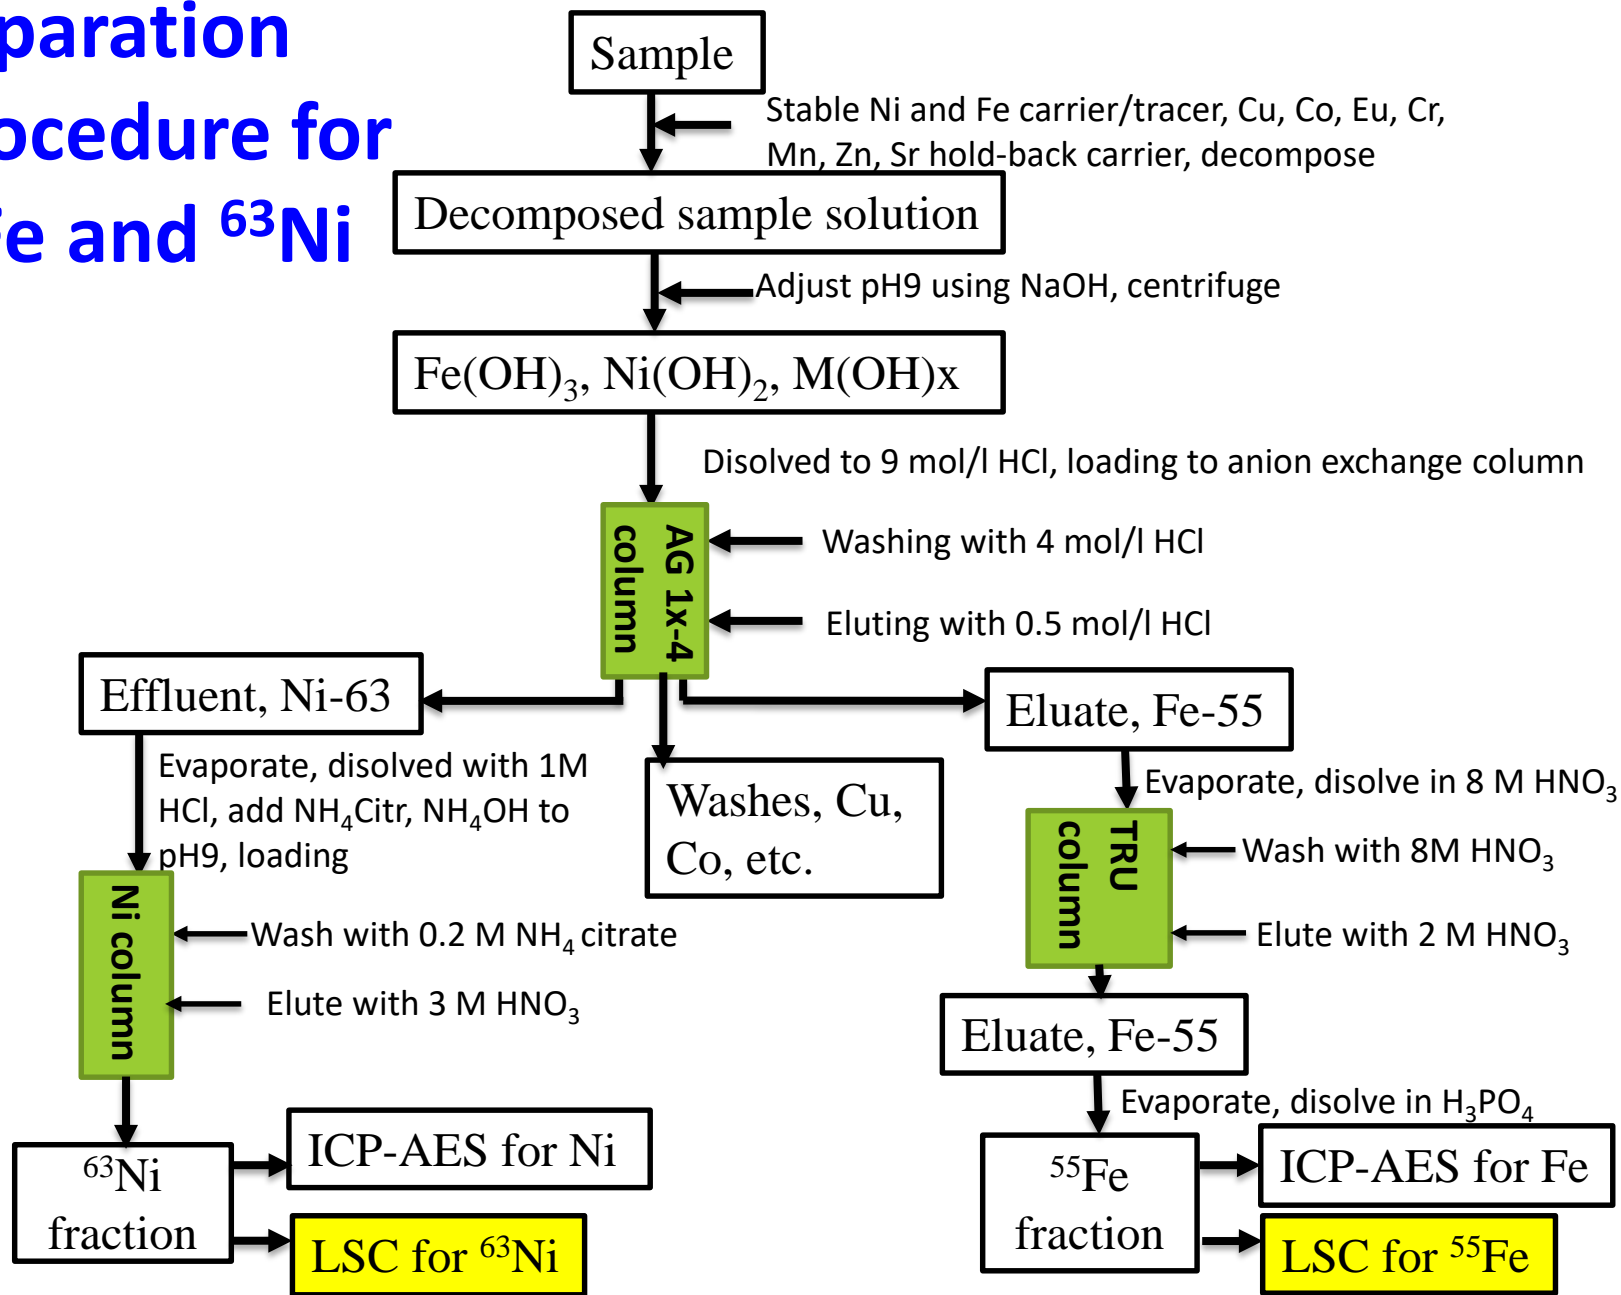 paration
ocedure for
e and ⁶³Ni
Sample
Stable Ni and Fe carrier/tracer, Cu, Co, Eu, Cr,
Mn, Zn, Sr hold-back carrier, decompose
Decomposed sample solution
Adjust pH9 using NaOH, centrifuge
Fe(OH)₃, Ni(OH)₂, M(OH)x
Disolved to 9 mol/l HCl, loading to anion exchange column
AG 1x-4
column
Washing with 4 mol/l HCl
Eluting with 0.5 mol/l HCl
Effluent, Ni-63
Eluate, Fe-55
Evaporate, disolved with 1M
HCl, add NH₄Citr, NH₄OH to
pH9, loading
Washes, Cu,
Co, etc.
Evaporate, disolve in 8 M HNO₃
TRU
column
Wash with 8M HNO₃
Elute with 2 M HNO₃
Ni column
Wash with 0.2 M NH₄ citrate
Elute with 3 M HNO₃
Eluate, Fe-55
Evaporate, disolve in H₃PO₄
⁶³Ni
fraction
ICP-AES for Ni
LSC for ⁶³Ni
⁵⁵Fe
fraction
ICP-AES for Fe
LSC for ⁵⁵Fe